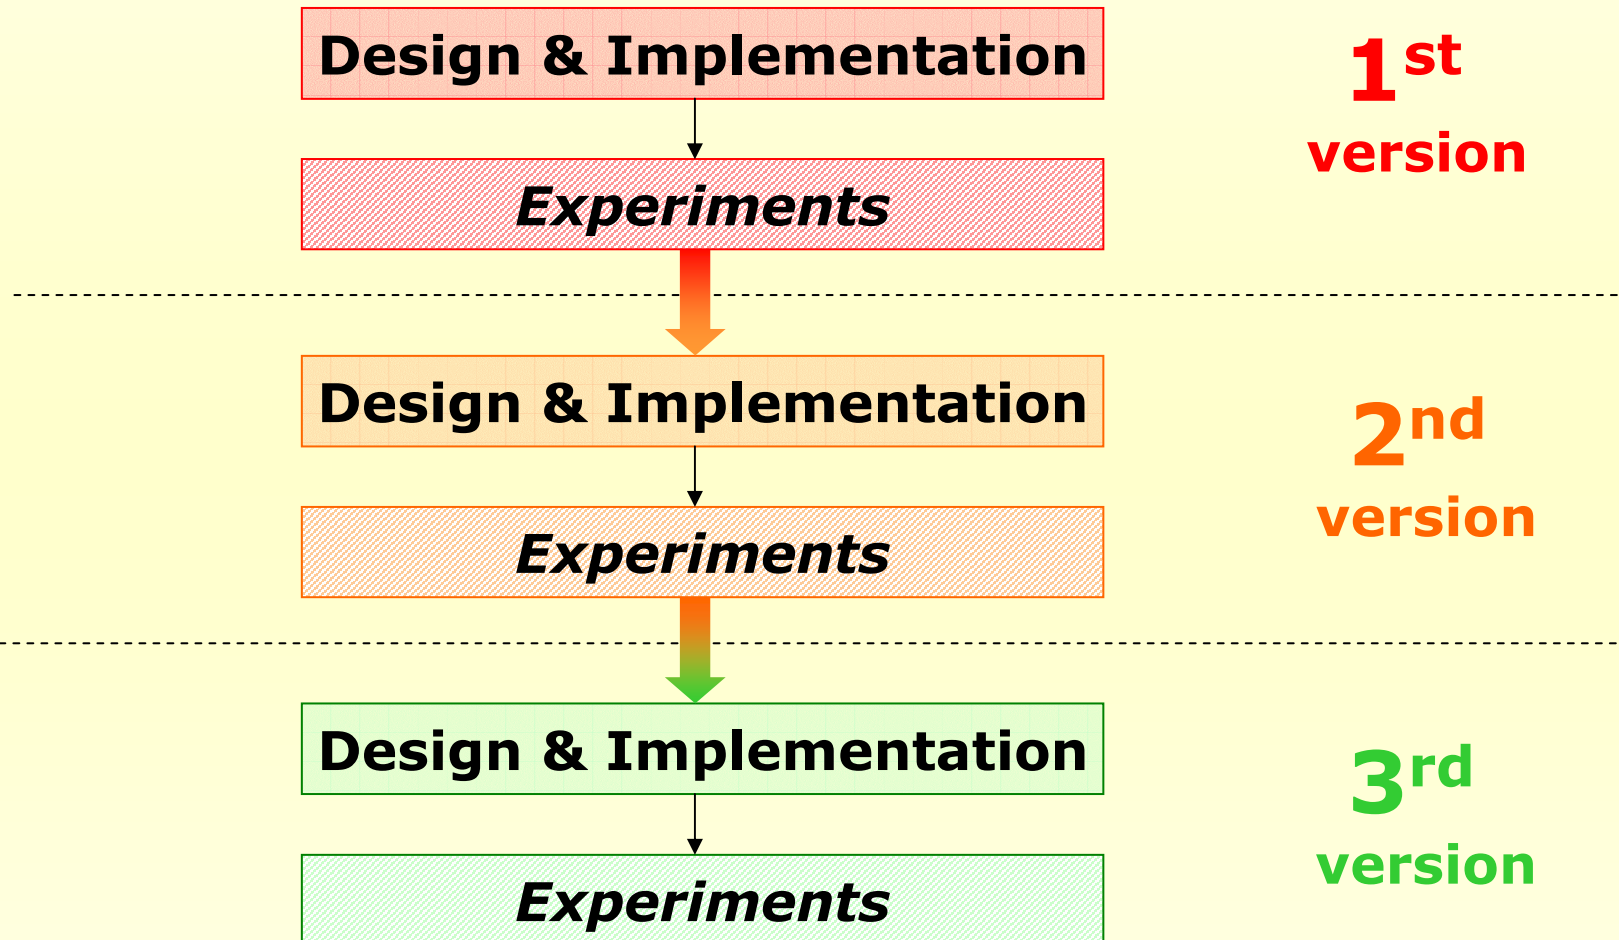 Design & Implementation
1st
version
Experiments
Design & Implementation
2nd
version
Experiments
Design & Implementation
3rd
version
Experiments